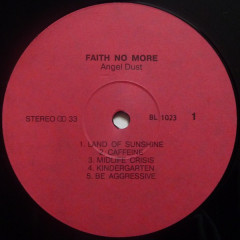 FAITH NO MORE
Angel Dust
STEREO 33
BL 1023 1
1. LAND OF SUNSHINE
2. CAFFEINE
3. MIDLIFE CRISIS
4. KINDERGARTEN
5. BE AGGRESSIVE